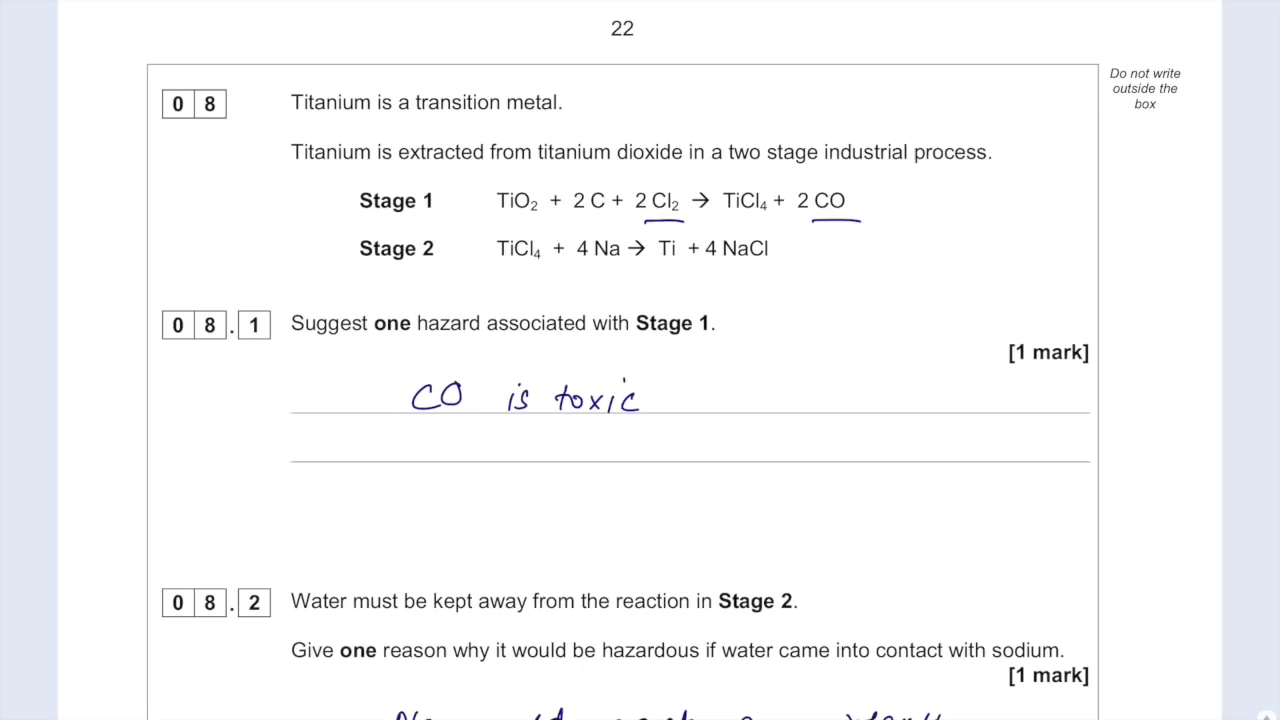 22
Do not write
outside the
box
0 8 Titanium is a transition metal.
Titanium is extracted from titanium dioxide in a two stage industrial process.
Stage 1 TiO₂ + 2 C + 2 Cl₂ → TiCl₄ + 2 CO
Stage 2 TiCl₄ + 4 Na → Ti + 4 NaCl
0 8 . 1 Suggest one hazard associated with Stage 1.
[1 mark]
CO is toxic
0 8 . 2 Water must be kept away from the reaction in Stage 2.
Give one reason why it would be hazardous if water came into contact with sodium.
[1 mark]